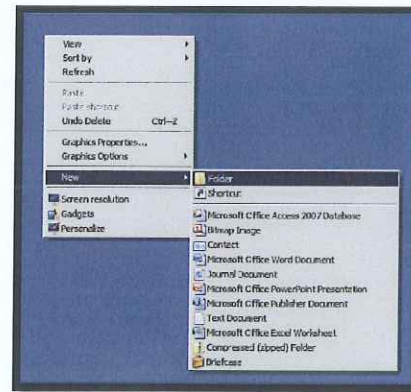 View
Sort by
Refresh
Paste
Paste shortcut
Undo Delete Ctrl+Z
Graphics Properties...
Graphics Options
New
Screen resolution
Gadgets
Personalize
Folder
Shortcut
Microsoft Office Access 2007 Database
Bitmap Image
Contact
Microsoft Office Word Document
Journal Document
Microsoft Office PowerPoint Presentation
Microsoft Office Publisher Document
Text Document
Microsoft Office Excel Worksheet
Compressed (zipped) Folder
Briefcase